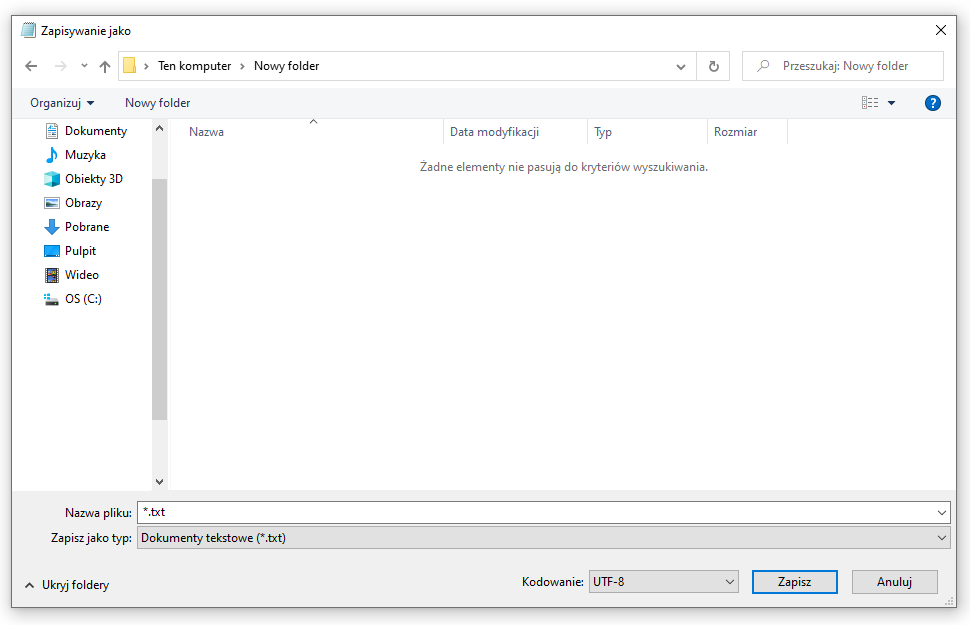 Zapisywanie jako
Ten komputer Nowy folder
Przeszukaj: Nowy folder
Organizuj Nowy folder
?
Nazwa Data modyfikacji Typ Rozmiar
Żadne elementy nie pasują do kryteriów wyszukiwania.
Dokumenty
Muzyka
Obiekty 3D
Obrazy
Pobrane
Pulpit
Wideo
OS (C:)
Nazwa pliku: *.txt
Zapisz jako typ: Dokumenty tekstowe (*.txt)
Ukryj foldery Kodowanie: UTF-8 Zapisz Anuluj